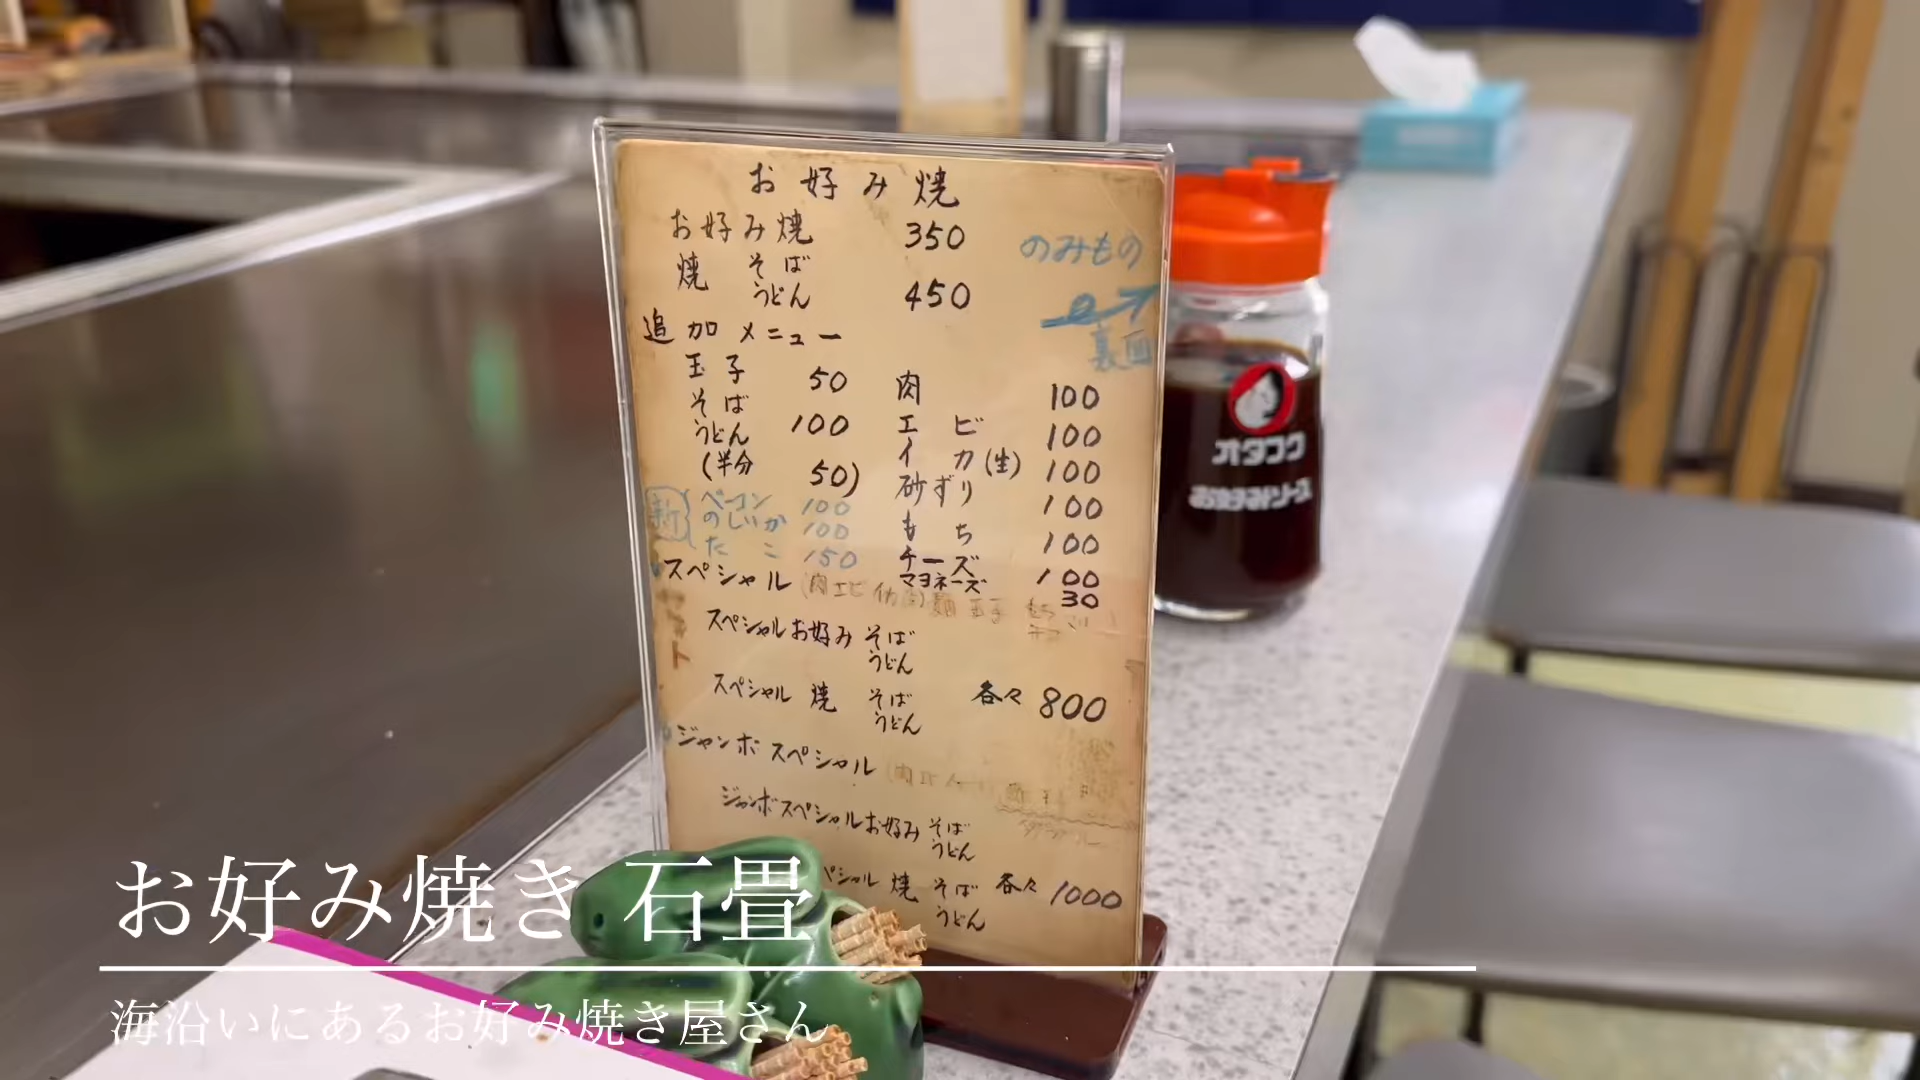 お好み焼
お好み焼 350
焼 そば うどん 450
のみもの
裏面
追加メニュー
玉子 50
そば
うどん 100
(半分 50)
新 ベーコン 100
のしいか 100
たこ 150
肉 100
エビ 100
イカ(生) 100
砂ずり 100
もち 100
チーズ 100
マヨネーズ 30
スペシャル (肉エビ
スペシャルお好み そば うどん
スペシャル 焼 そば うどん 各々 800
ジャンボ スペシャル
ジャンボスペシャルお好み そば うどん
ペシャル 焼 そば うどん 各々 1000
オタフク
お好みソース
お好み焼き 石畳
海沿いにあるお好み焼き屋さん